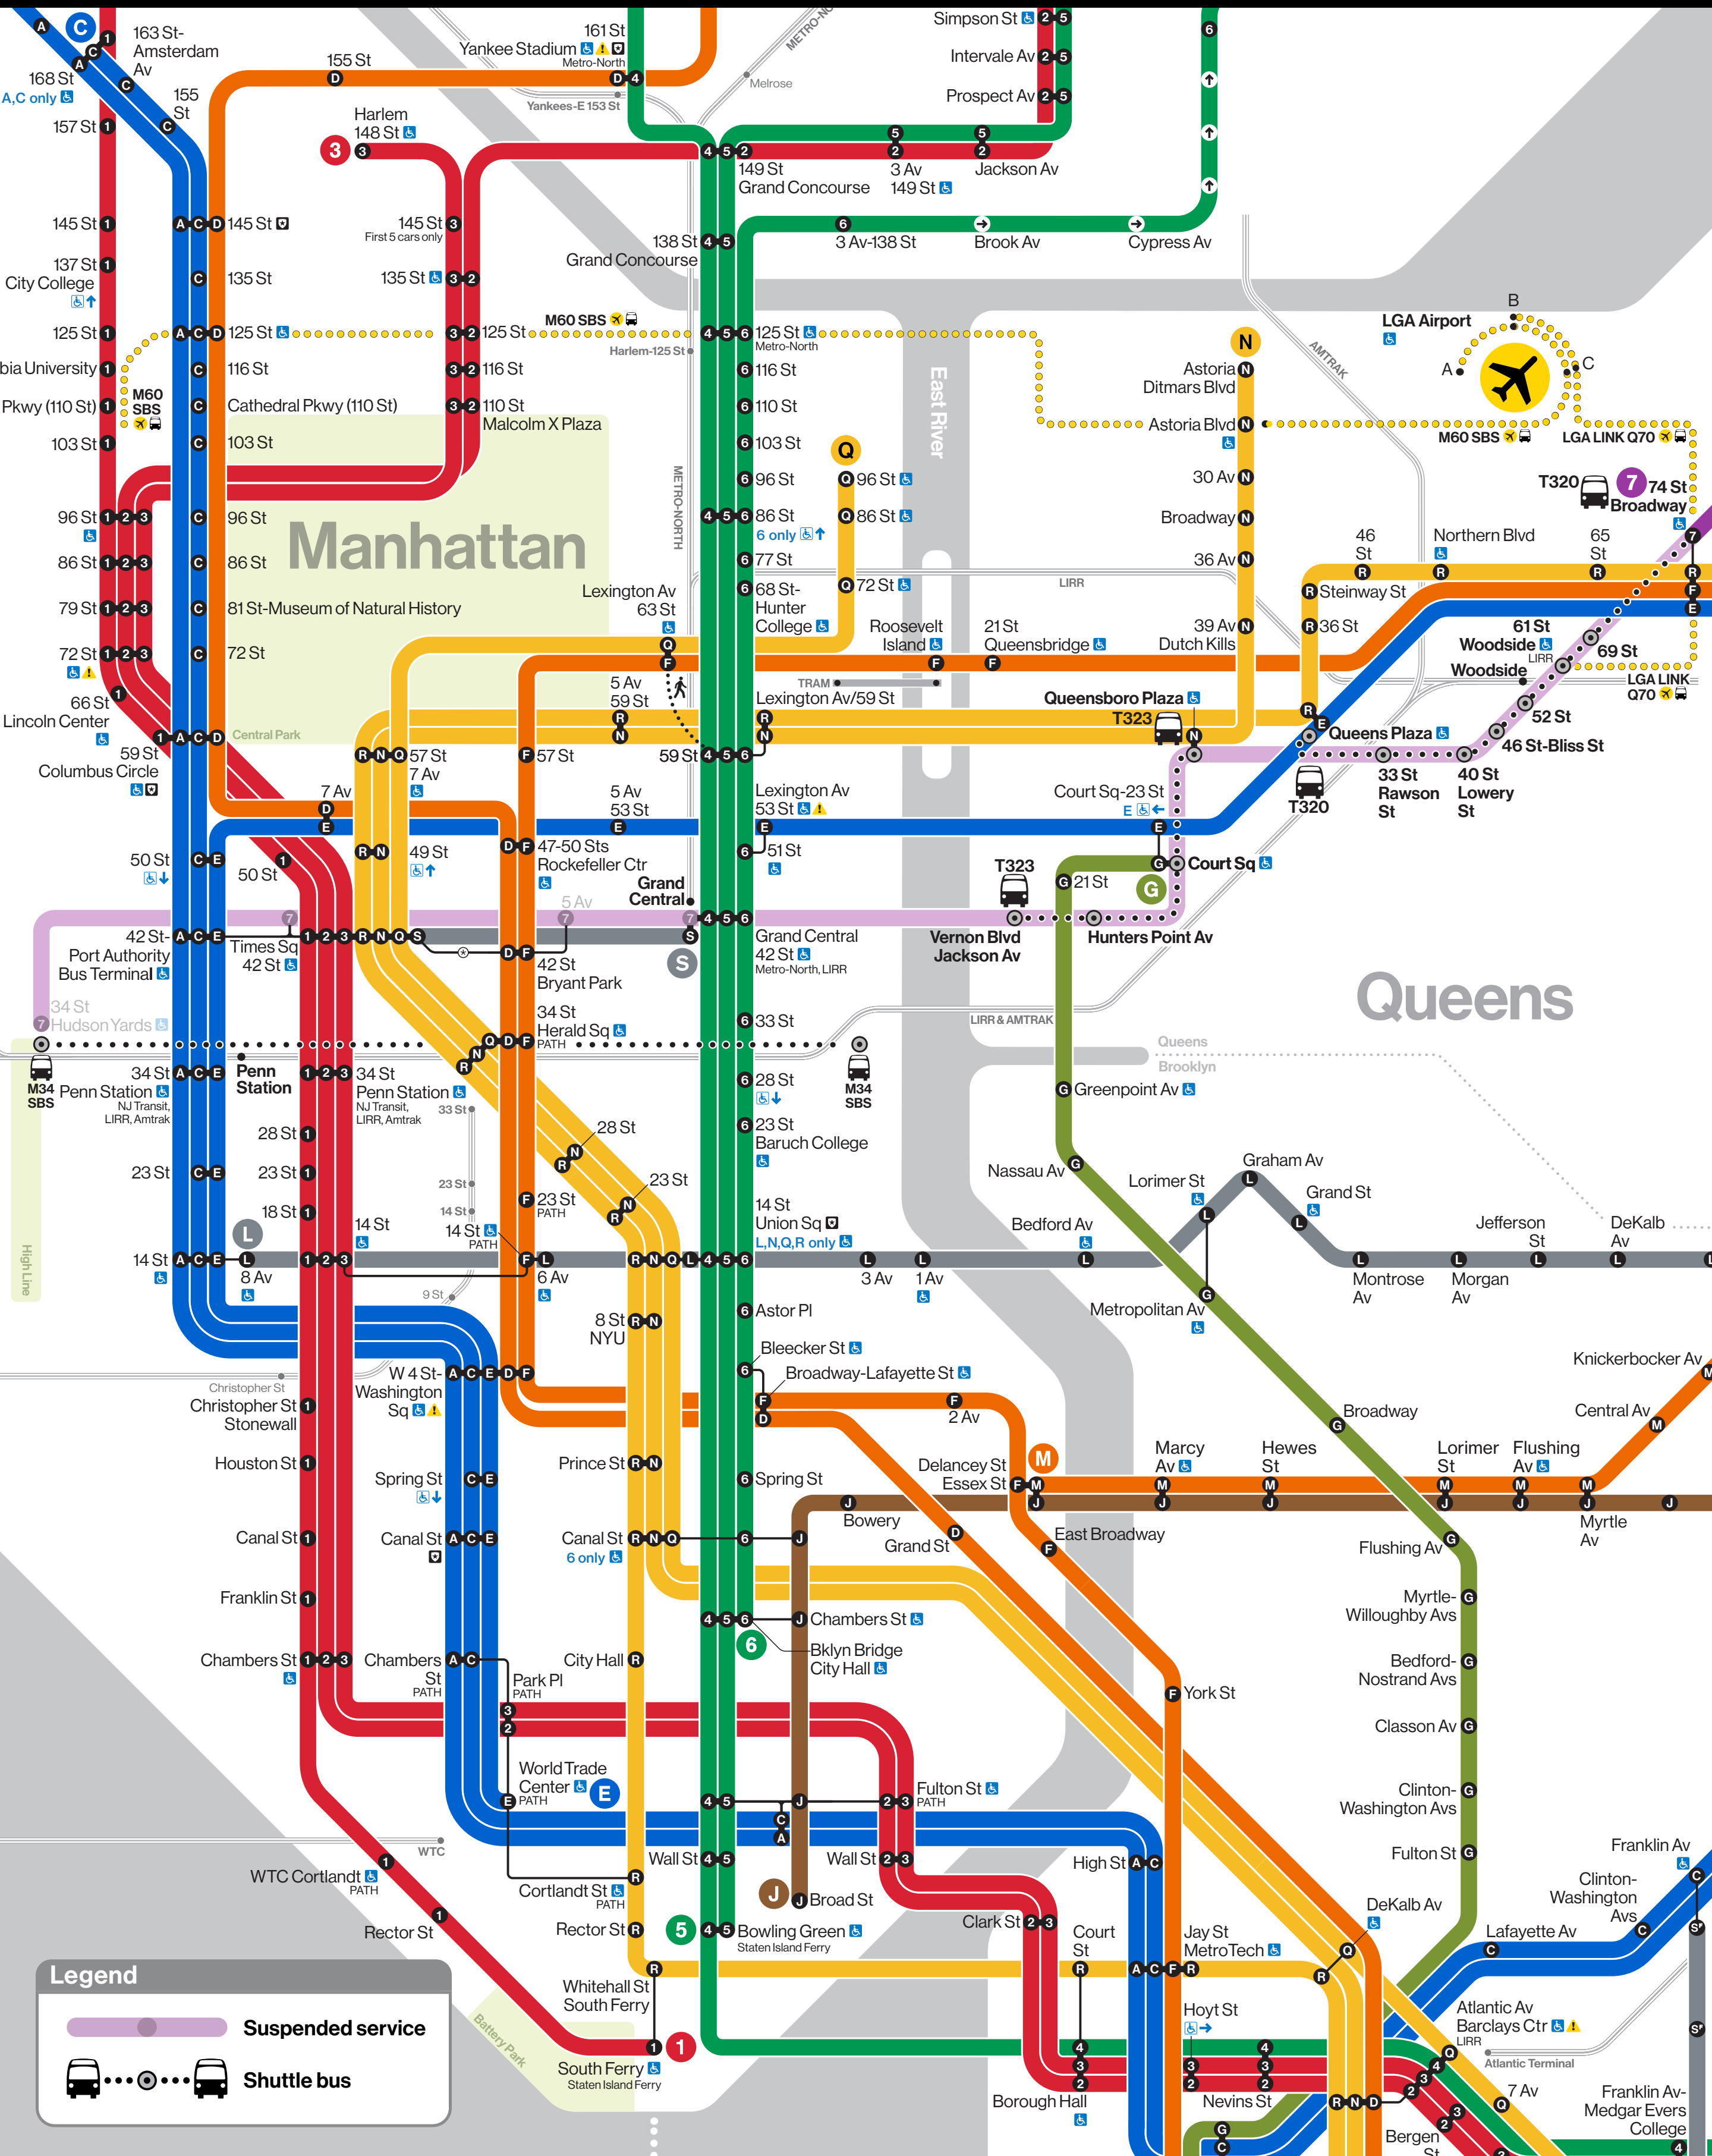 A
C
163 St-
Amsterdam
Av
168 St
A,C only
155
St
157 St
155 St
Harlem
148 St
3
161 St
Yankee Stadium
Metro-North
Yankees-E 153 St
METRO-NO
Melrose
Simpson St
Intervale Av
Prospect Av
149 St
Grand Concourse
3 Av
149 St
Jackson Av
145 St
145 St
145 St
First 5 cars only
138 St
Grand Concourse
3 Av-138 St
Brook Av
Cypress Av
137 St
City College
135 St
135 St
125 St
125 St
125 St
M60 SBS
125 St
Metro-North
Harlem-125 St
LGA Airport
A
B
C
AMTRAK
N
bia University
116 St
116 St
116 St
Astoria
Ditmars Blvd
M60
SBS
Pkwy (110 St)
Cathedral Pkwy (110 St)
110 St
Malcolm X Plaza
110 St
East River
Astoria Blvd
M60 SBS
LGA LINK Q70
103 St
103 St
103 St
METRO-NORTH
Q
96 St
96 St
30 Av
T320
7
74 St
Broadway
96 St
96 St
86 St
6 only
86 St
Broadway
Manhattan
46
St
Northern Blvd
65
St
86 St
86 St
77 St
36 Av
LIRR
79 St
81 St-Museum of Natural History
Lexington Av
63 St
68 St-
Hunter
College
72 St
Steinway St
72 St
72 St
Roosevelt
Island
21 St
Queensbridge
39 Av
Dutch Kills
36 St
61 St
Woodside
LIRR
69 St
Woodside
66 St
Lincoln Center
5 Av
59 St
TRAM
Lexington Av/59 St
Queensboro Plaza
T323
LGA LINK
Q70
52 St
Central Park
59 St
Columbus Circle
57 St
7 Av
57 St
59 St
Queens Plaza
46 St-Bliss St
T320
33 St
Rawson
St
40 St
Lowery
St
7 Av
5 Av
53 St
Lexington Av
53 St
Court Sq-23 St
E
50 St
50 St
49 St
47-50 Sts
Rockefeller Ctr
51 St
T323
Court Sq
21 St
G
Grand
Central
5 Av
42 St-
Port Authority
Bus Terminal
Times Sq
42 St
S
42 St
Bryant Park
Grand Central
42 St
Metro-North, LIRR
Vernon Blvd
Jackson Av
Hunters Point Av
Queens
34 St
Hudson Yards
34 St
Herald Sq
PATH
33 St
LIRR & AMTRAK
Queens
Brooklyn
M34
SBS
34 St
Penn Station
NJ Transit,
LIRR, Amtrak
Penn
Station
34 St
Penn Station
NJ Transit,
LIRR, Amtrak
28 St
M34
SBS
Greenpoint Av
33 St
28 St
28 St
23 St
Baruch College
23 St
23 St
23 St
23 St
PATH
23 St
Nassau Av
Graham Av
Lorimer St
Grand St
18 St
14 St
14 St
14 St
PATH
14 St
Union Sq
L,N,Q,R only
Bedford Av
Jefferson
St
DeKalb
Av
L
14 St
8 Av
6 Av
3 Av
1 Av
Montrose
Av
Morgan
Av
High Line
9 St
8 St
NYU
Astor Pl
Metropolitan Av
Christopher St
Christopher St
Stonewall
W 4 St-
Washington
Sq
Bleecker St
Broadway-Lafayette St
2 Av
Knickerbocker Av
Central Av
Broadway
Houston St
Spring St
Prince St
Spring St
Delancey St
Essex St
M
Marcy
Av
Hewes
St
Lorimer
St
Flushing
Av
Bowery
Grand St
East Broadway
Myrtle
Av
Canal St
Canal St
Canal St
6 only
Flushing Av
Franklin St
Chambers St
Bklyn Bridge
City Hall
6
Myrtle-
Willoughby Avs
Chambers St
Chambers
St
PATH
Park Pl
PATH
City Hall
York St
Bedford-
Nostrand Avs
Classon Av
World Trade
Center
PATH
E
Fulton St
PATH
Clinton-
Washington Avs
WTC
WTC Cortlandt
PATH
Cortlandt St
PATH
Wall St
Wall St
High St
Fulton St
Franklin Av
Clinton-
Washington
Avs
J
Broad St
Rector St
Rector St
5
Bowling Green
Staten Island Ferry
Clark St
Court
St
Jay St
MetroTech
DeKalb Av
Lafayette Av
Legend
Suspended service
Shuttle bus
Battery Park
Whitehall St
South Ferry
South Ferry
Staten Island Ferry
1
Borough Hall
Hoyt St
Nevins St
Atlantic Av
Barclays Ctr
LIRR
Atlantic Terminal
7 Av
Bergen
St
Franklin Av-
Medgar Evers
College